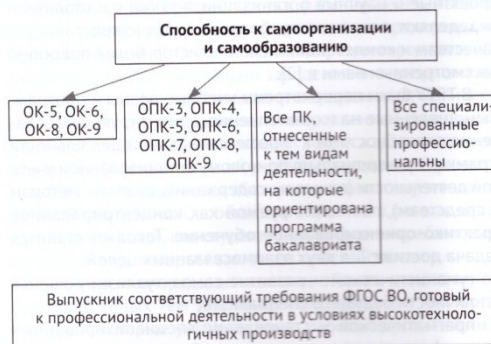 Способность к самоорганизации
и самообразованию
ОК-5, ОК-6,
ОК-8, ОК-9
ОПК-3, ОПК-4,
ОПК-5, ОПК-6,
ОПК-7, ОПК-8,
ОПК-9
Все ПК,
отнесенные
к тем видам
деятельности,
на которые
ориентирована
программа
бакалавриата
Все специали-
зированные
профессио-
нальны
Выпускник соответствующий требования ФГОС ВО, готовый
к профессиональной деятельности в условиях высокотехноло-
гичных производств